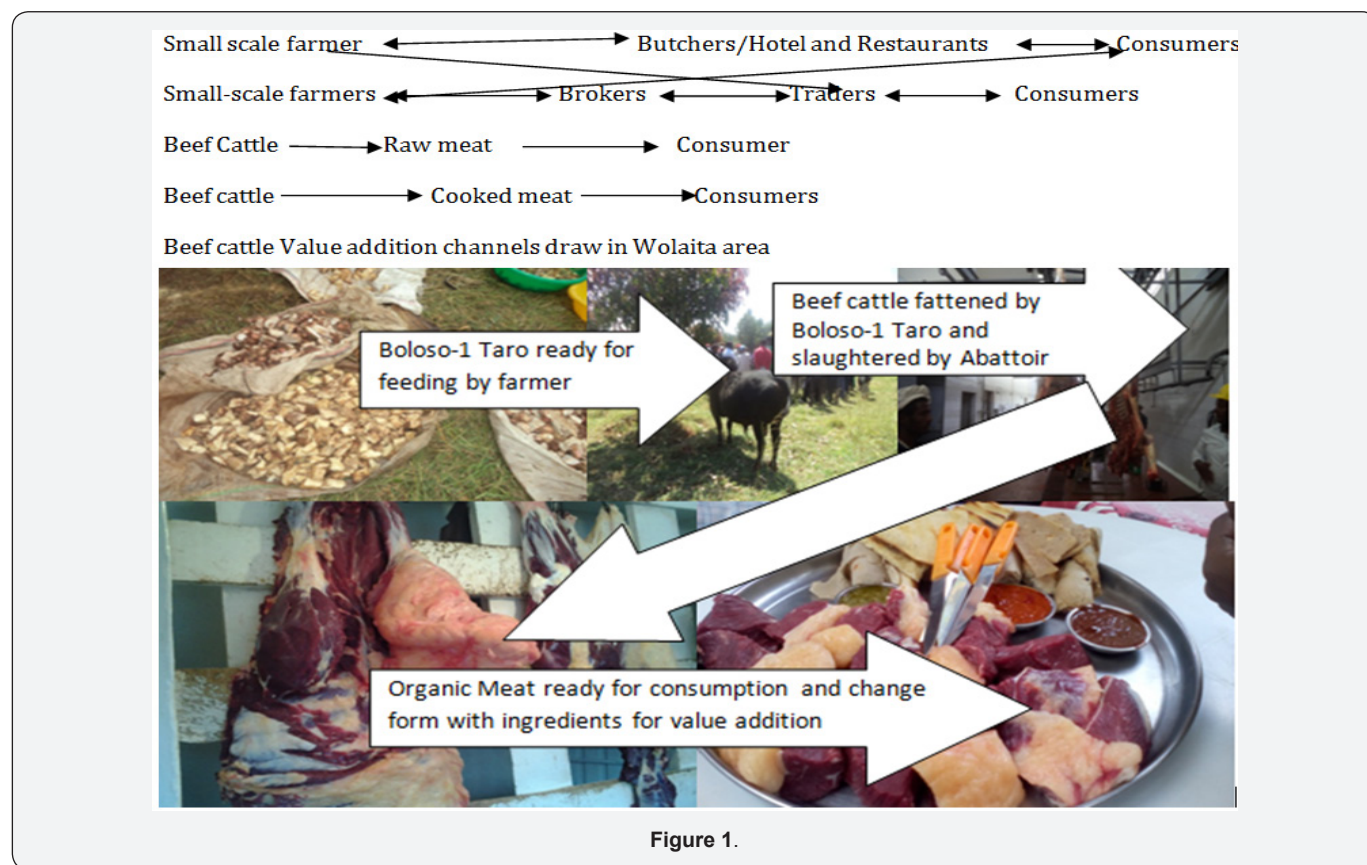 Small scale farmer Butchers/Hotel and Restaurants Consumers
Small-scale farmers Brokers Traders Consumers
Beef Cattle Raw meat Consumer
Beef cattle Cooked meat Consumers
Beef cattle Value addition channels draw in Wolaita area
Boloso-1 Taro ready for
feeding by farmer
Beef cattle fattened by
Boloso-1 Taro and
slaughtered by Abattoir
Organic Meat ready for consumption and change
form with ingredients for value addition
Figure 1.